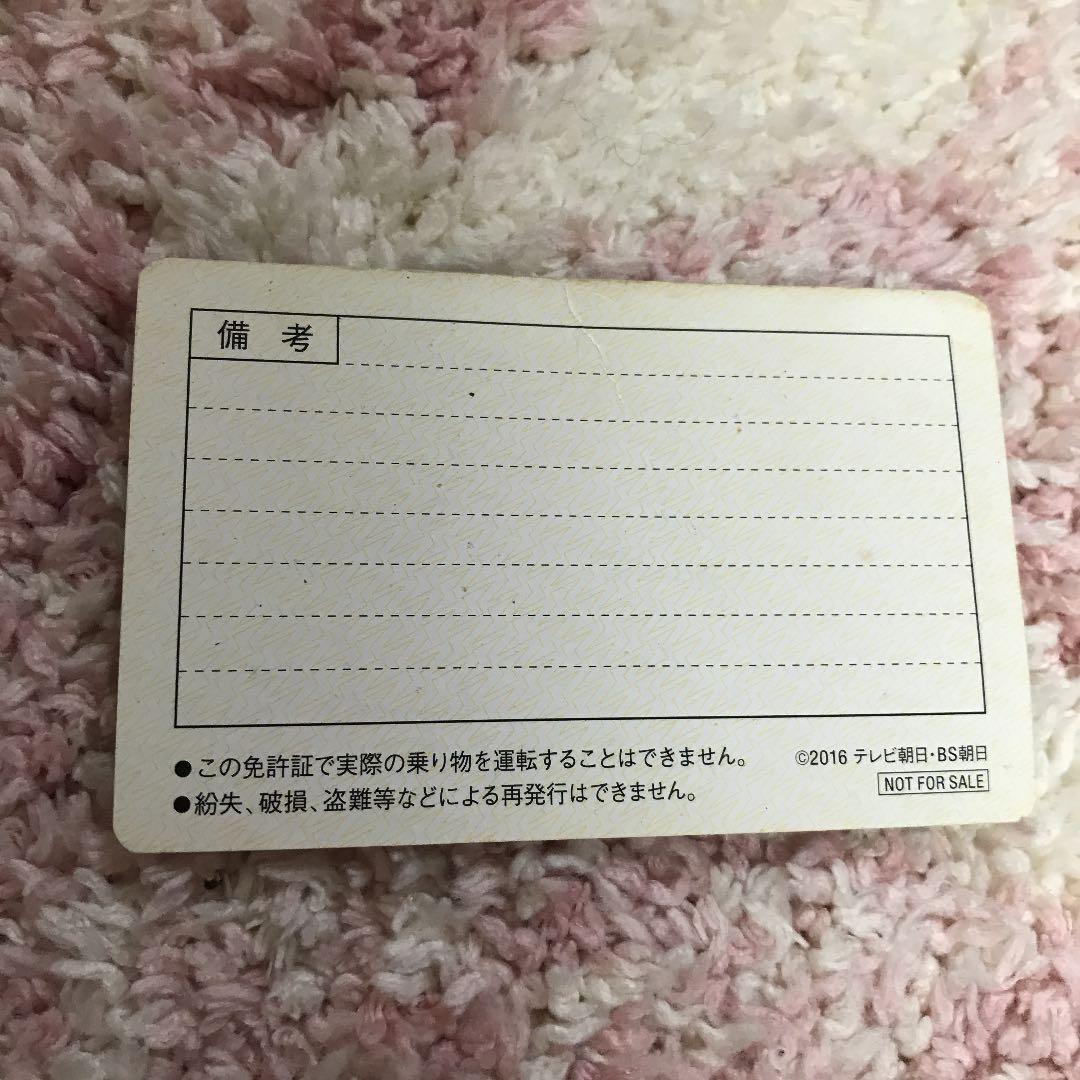 備考
●この免許証で実際の乗り物を運転することはできません。
●紛失、破損、盗難等などによる再発行はできません。
©2016 テレビ朝日・BS朝日
NOT FOR SALE